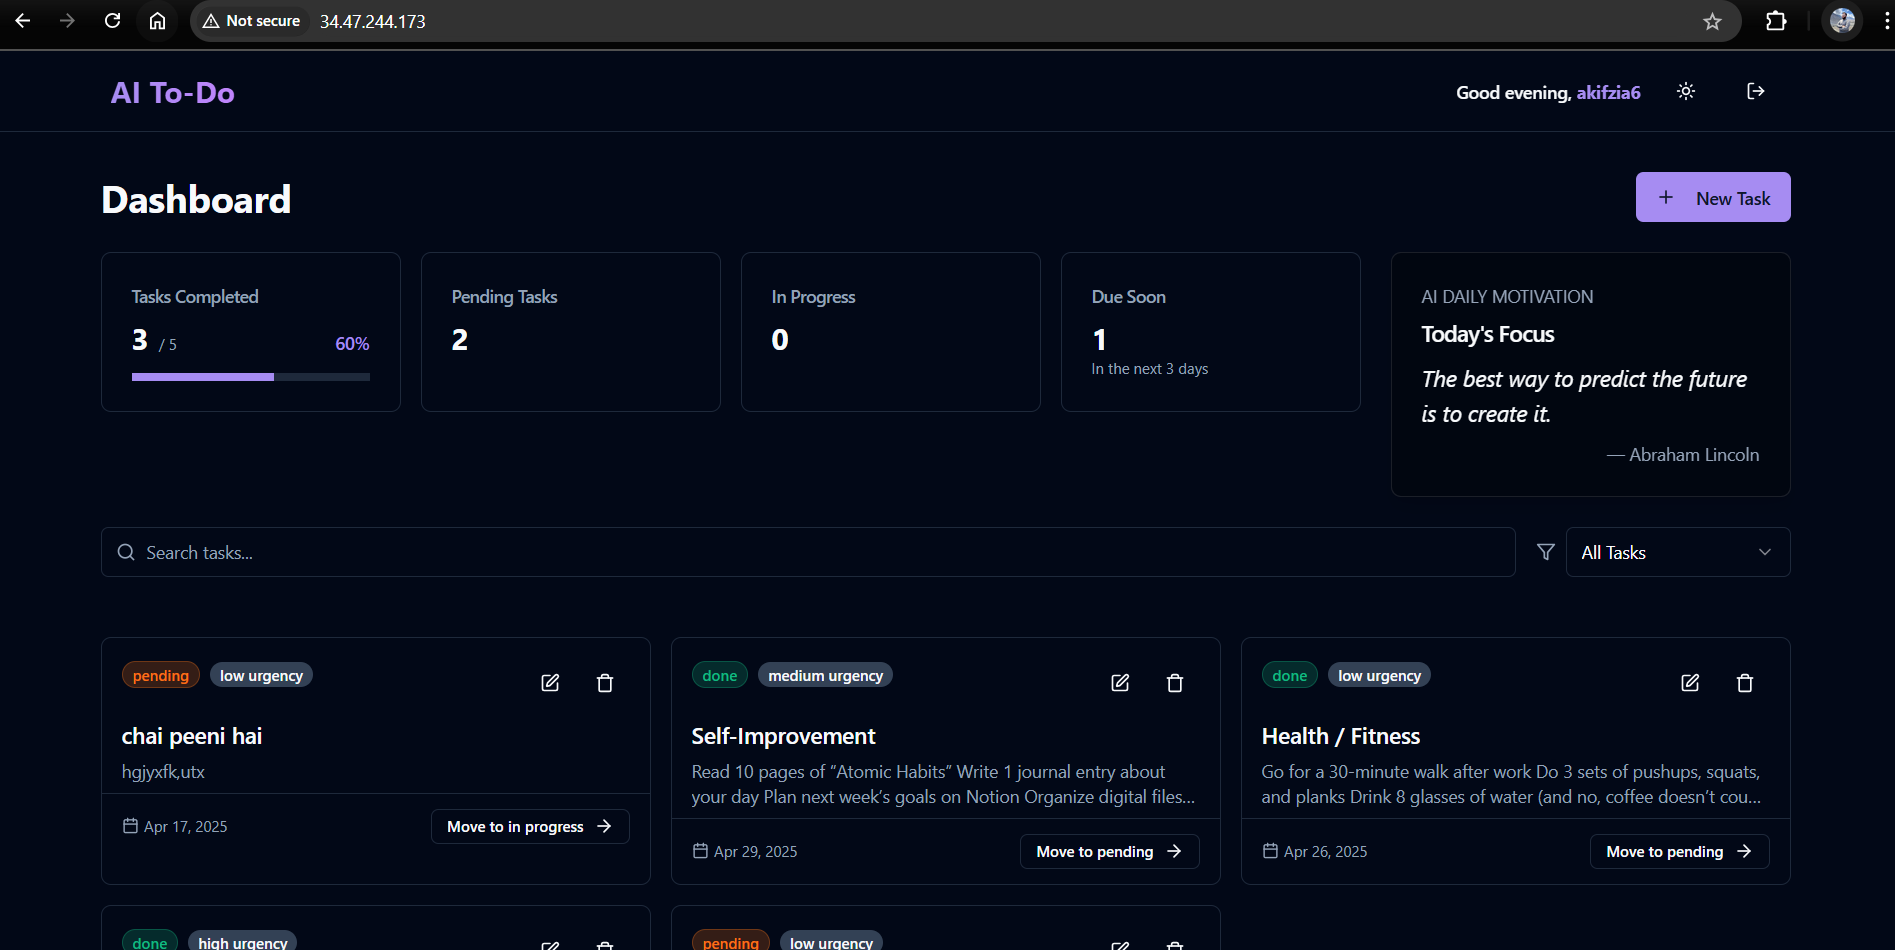 Not secure 34.47.244.173
AI To-Do
Good evening, akifzia6
Dashboard
+ New Task
Tasks Completed
3 / 5 60%
Pending Tasks
2
In Progress
0
Due Soon
1
In the next 3 days
AI DAILY MOTIVATION
Today's Focus
The best way to predict the future
is to create it.
— Abraham Lincoln
Search tasks...
All Tasks
pending low urgency
chai peeni hai
hgjyxfk,utx
Apr 17, 2025
Move to in progress →
done medium urgency
Self-Improvement
Read 10 pages of “Atomic Habits” Write 1 journal entry about
your day Plan next week’s goals on Notion Organize digital files...
Apr 29, 2025
Move to pending →
done low urgency
Health / Fitness
Go for a 30-minute walk after work Do 3 sets of pushups, squats,
and planks Drink 8 glasses of water (and no, coffee doesn’t cou...
Apr 26, 2025
Move to pending →
done high urgency
pending low urgency